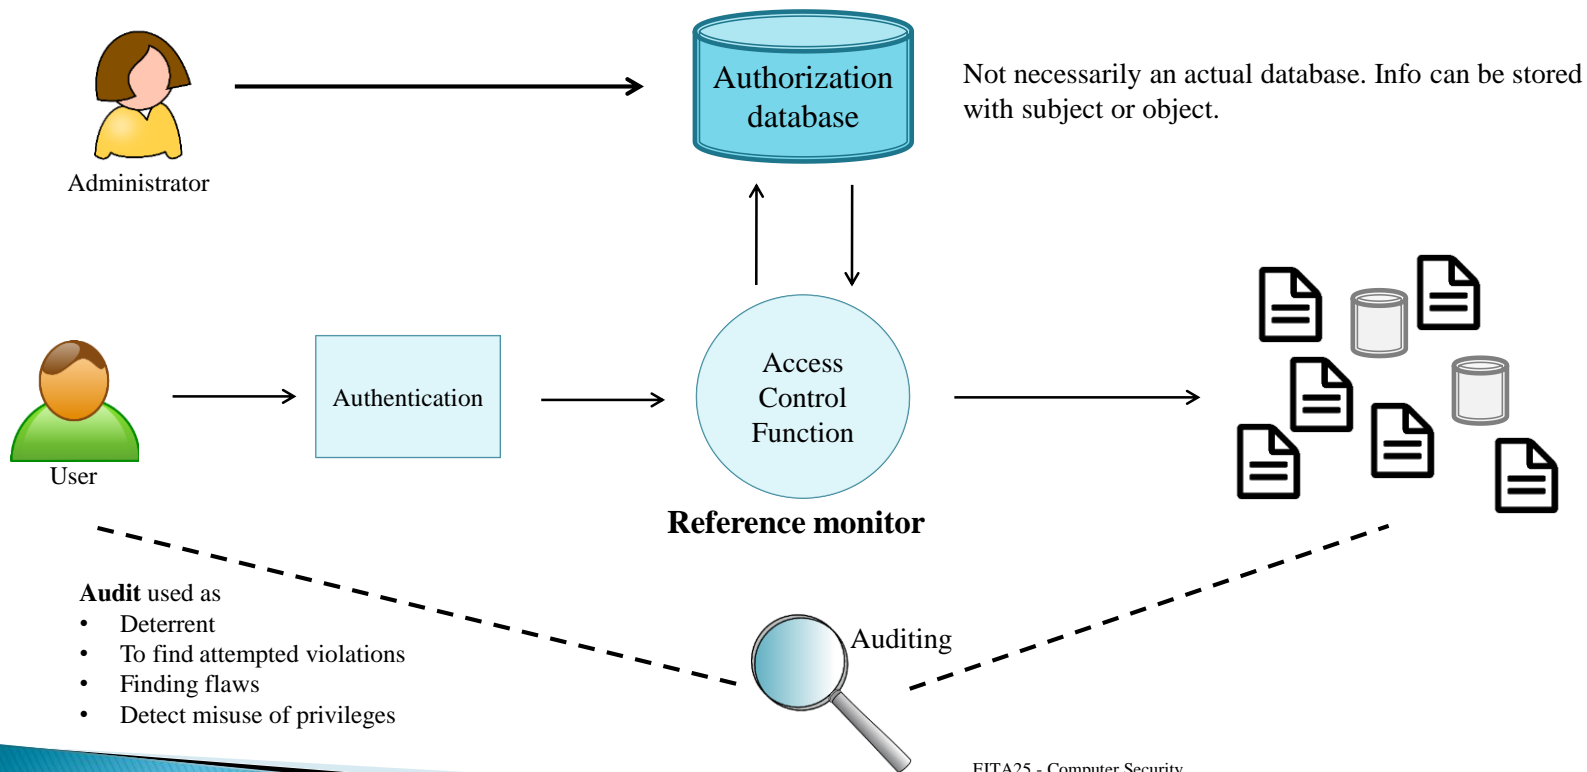 Authorization
database
Not necessarily an actual database. Info can be stored
with subject or object.
Administrator
Authentication
Access
Control
Function
User
Reference monitor
Audit used as
• Deterrent
• To find attempted violations
• Finding flaws
• Detect misuse of privileges
Auditing
EITA25 - Computer Security